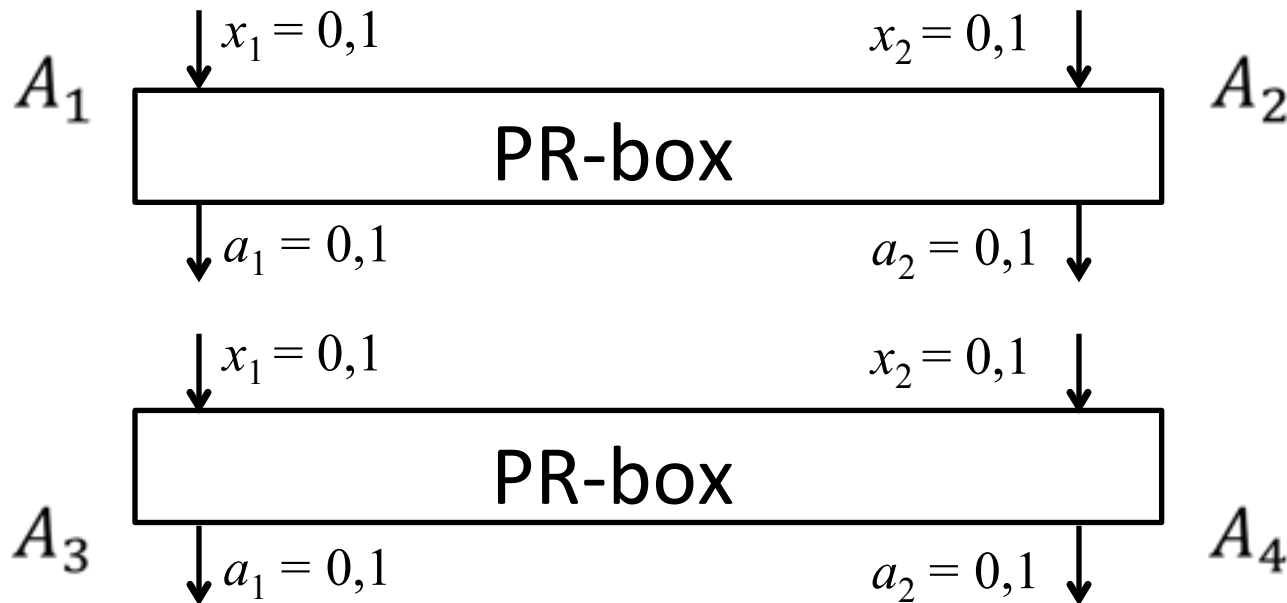 x₁ = 0,1 x₂ = 0,1
A₁ PR-box A₂
a₁ = 0,1 a₂ = 0,1
x₁ = 0,1 x₂ = 0,1
PR-box
A₃ A₄
a₁ = 0,1 a₂ = 0,1